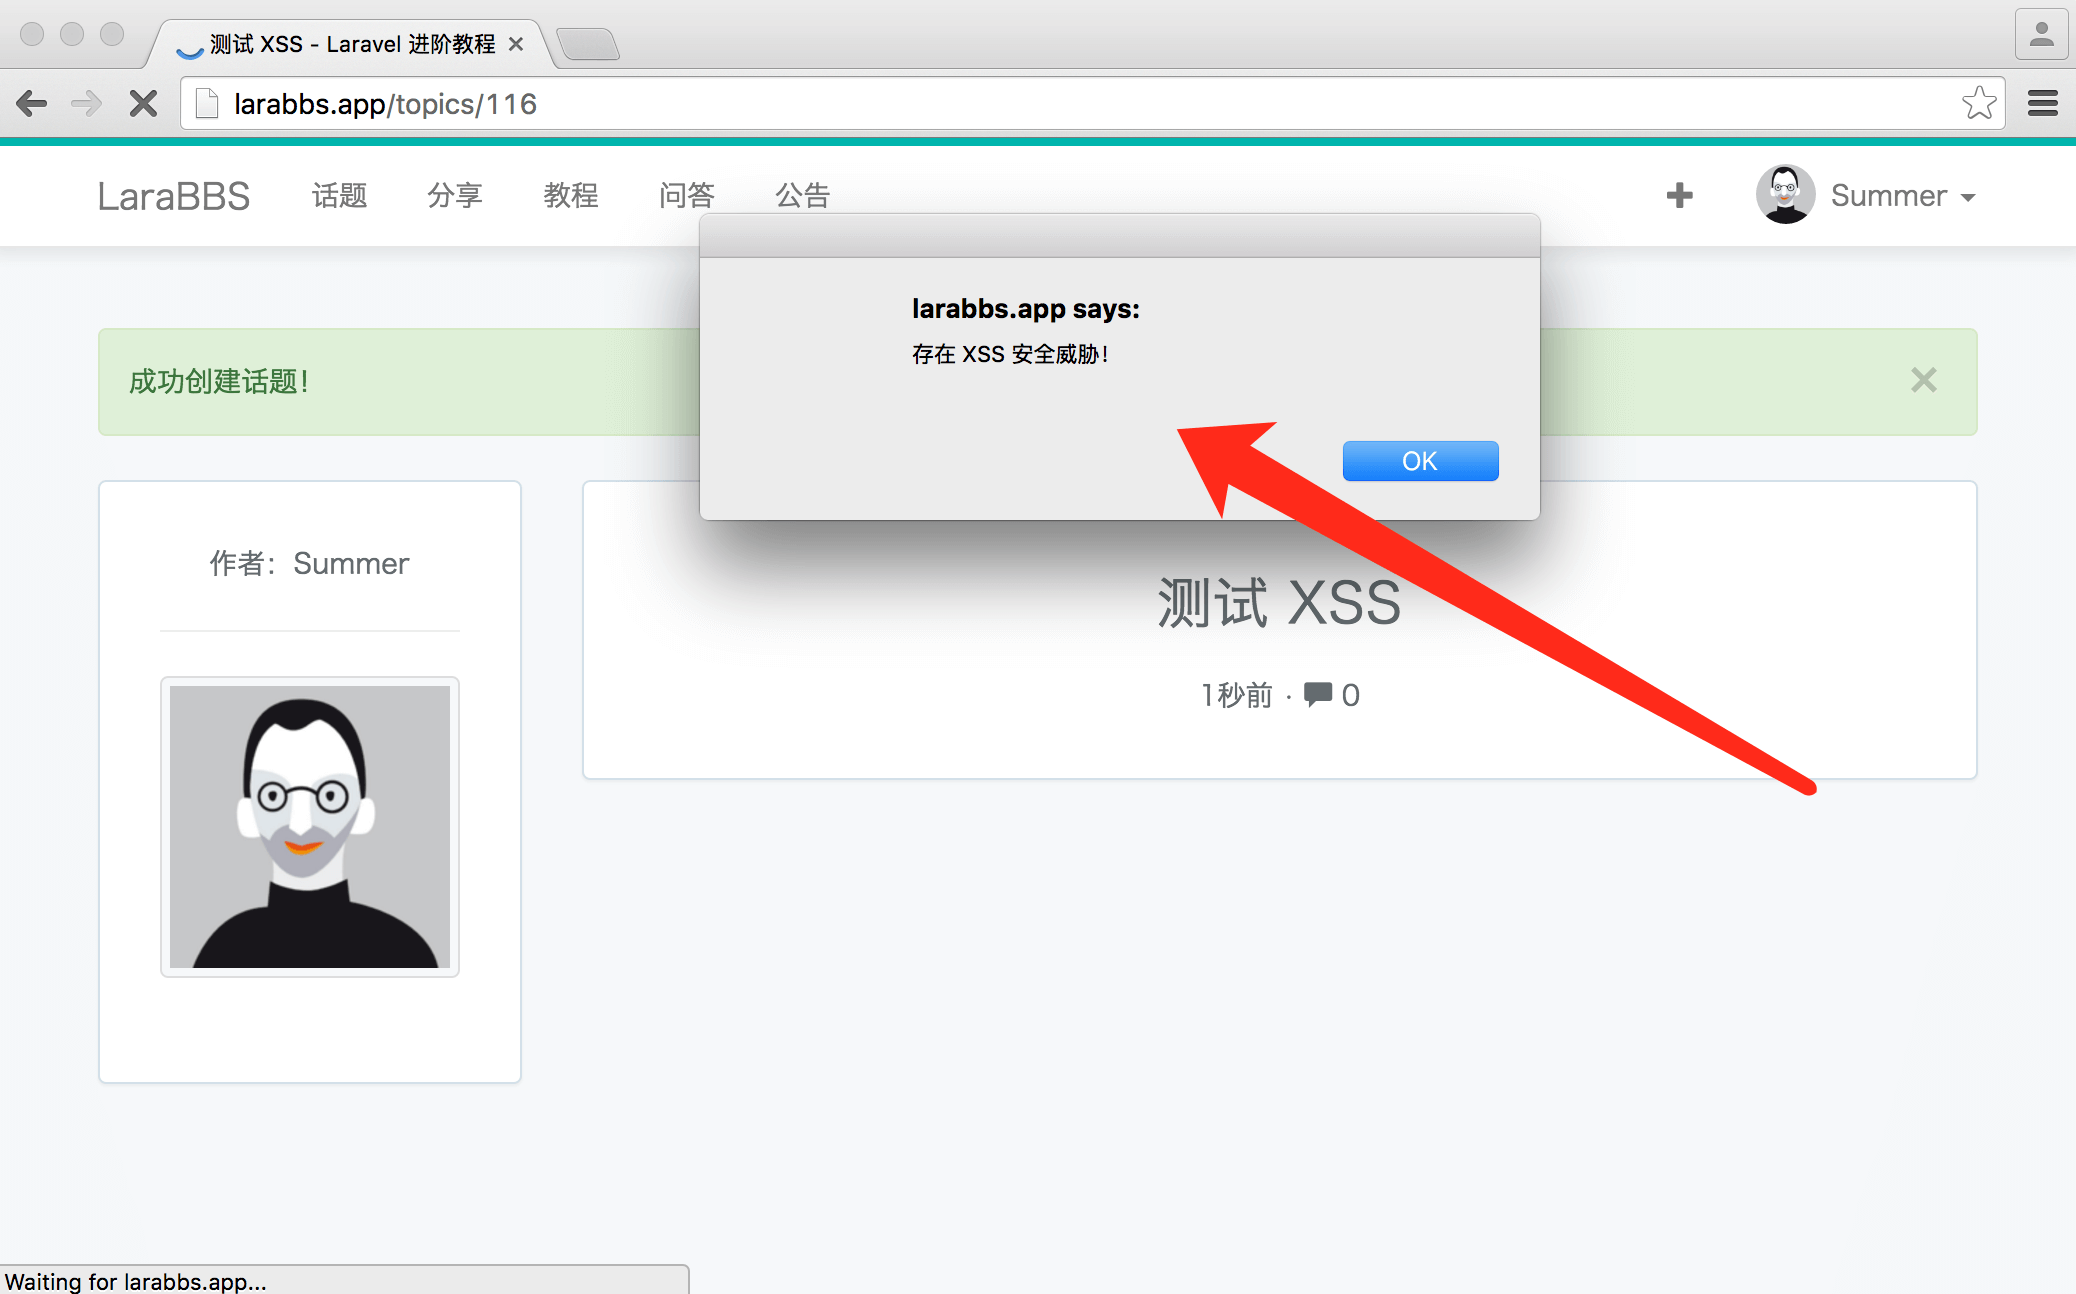 测试 XSS - Laravel 进阶教程
larabbs.app/topics/116
LaraBBS 话题 分享 教程 问答 公告 Summer
larabbs.app says:
存在 XSS 安全威胁！
OK
成功创建话题！
作者：Summer
测试 XSS
1秒前 · 0
Waiting for larabbs.app...